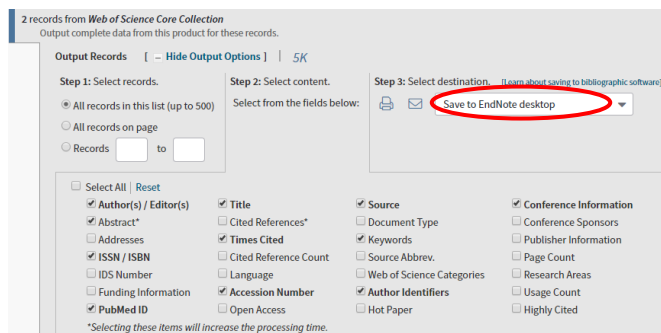 2 records from Web of Science Core Collection
Output complete data from this product for these records.
Output Records [ – Hide Output Options ] | 5K
Step 1: Select records. Step 2: Select content. Step 3: Select destination. [Learn about saving to bibliographic software]
All records in this list (up to 500) Select from the fields below: Save to EndNote desktop
All records on page
Records to
Select All | Reset
Author(s) / Editor(s) Title Source Conference Information
Abstract* Cited References* Document Type Conference Sponsors
Addresses Times Cited Keywords Publisher Information
ISSN / ISBN Cited Reference Count Source Abbrev. Page Count
IDS Number Language Web of Science Categories Research Areas
Funding Information Accession Number Author Identifiers Usage Count
PubMed ID Open Access Hot Paper Highly Cited
*Selecting these items will increase the processing time.